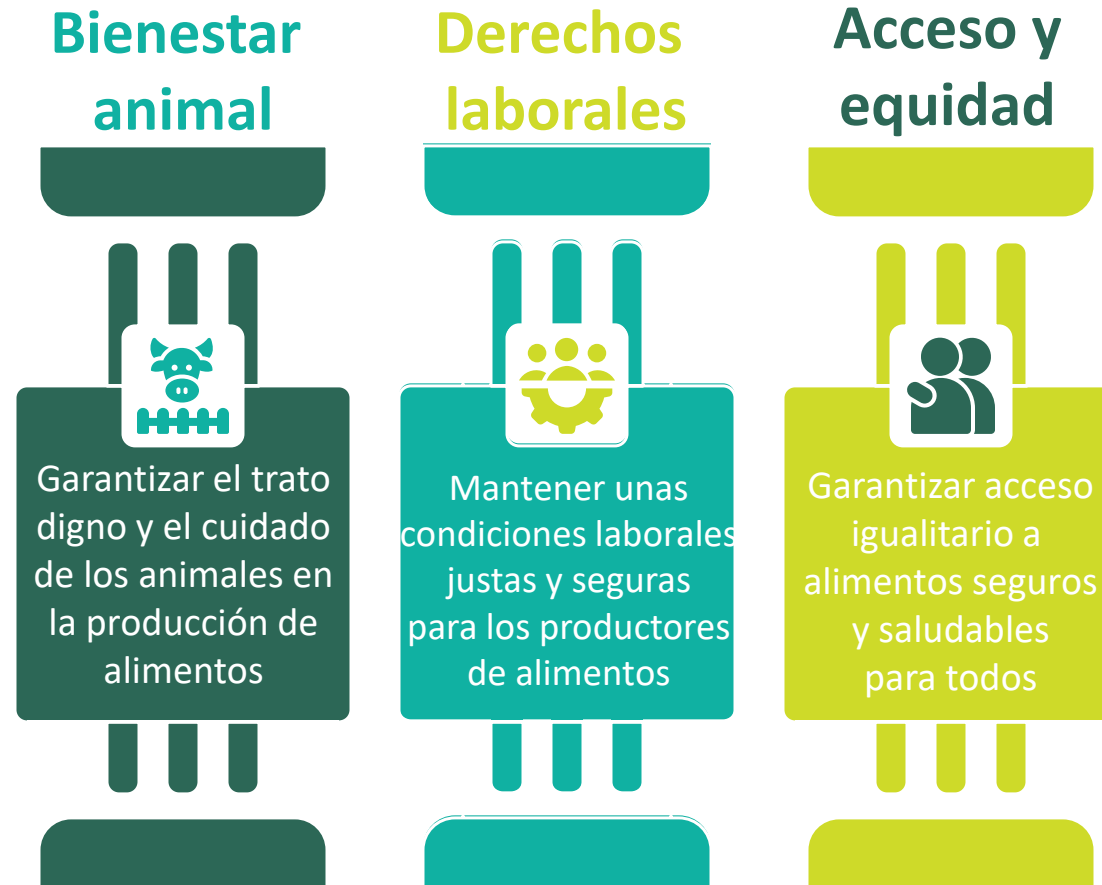 Bienestar
animal
Garantizar el trato
digno y el cuidado
de los animales en
la producción de
alimentos
Derechos
laborales
Mantener unas
condiciones laborales
justas y seguras
para los productores
de alimentos
Acceso y
equidad
Garantizar acceso
igualitario a
alimentos seguros
y saludables
para todos